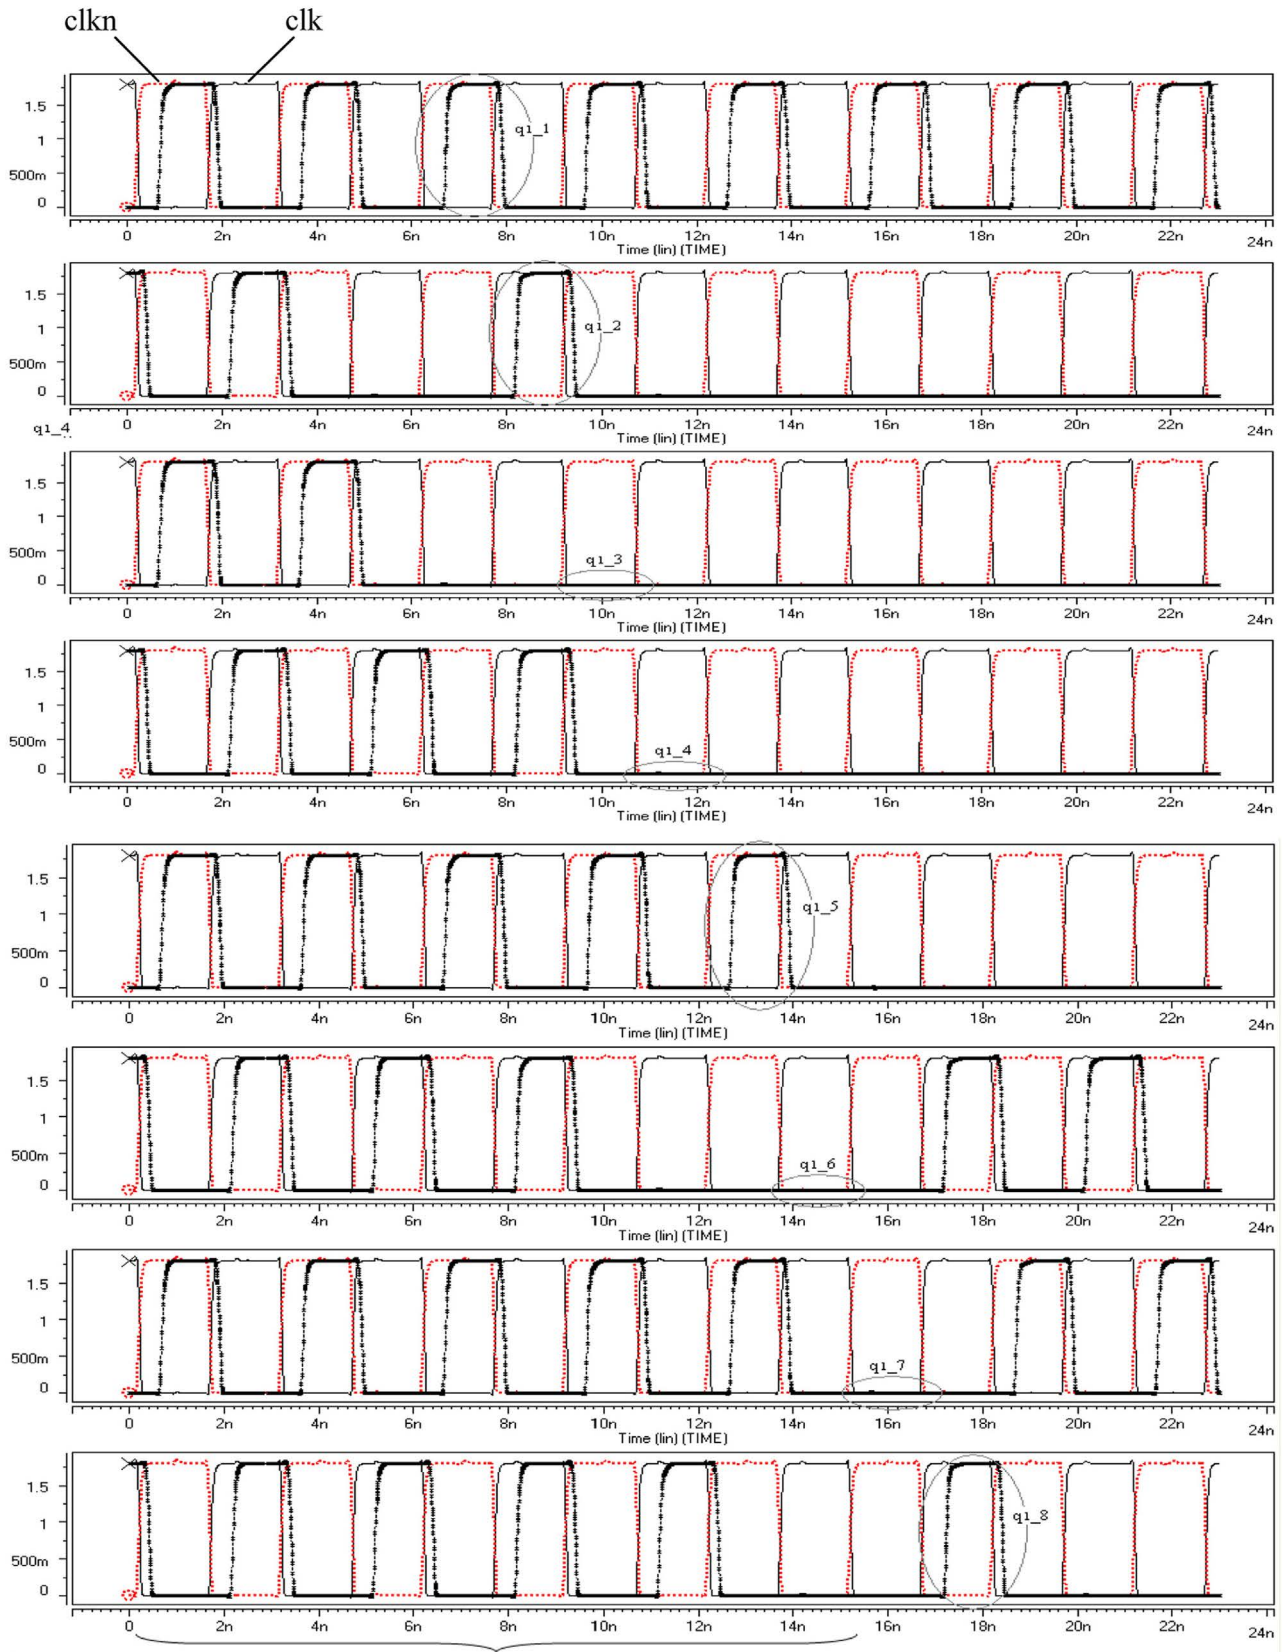 clkn clk
1.5
q1_1
1
500m
0
0 2n 4n 6n 8n 10n 12n 14n 16n 18n 20n 22n 24n
Time (lin) (TIME)
1.5
q1_2
1
500m
0
0 2n 4n 6n 8n 10n 12n 14n 16n 18n 20n 22n 24n
Time (lin) (TIME)
q1_4
1.5
1
500m
q1_3
0
0 2n 4n 6n 8n 10n 12n 14n 16n 18n 20n 22n 24n
Time (lin) (TIME)
1.5
1
500m
q1_4
0
0 2n 4n 6n 8n 10n 12n 14n 16n 18n 20n 22n 24n
Time (lin) (TIME)
1.5
q1_5
1
500m
0
0 2n 4n 6n 8n 10n 12n 14n 16n 18n 20n 22n 24n
Time (lin) (TIME)
1.5
1
500m
q1_6
0
0 2n 4n 6n 8n 10n 12n 14n 16n 18n 20n 22n 24n
Time (lin) (TIME)
1.5
1
500m
q1_7
0
0 2n 4n 6n 8n 10n 12n 14n 16n 18n 20n 22n 24n
Time (lin) (TIME)
1.5
q1_8
1
500m
0
0 2n 4n 6n 8n 10n 12n 14n 16n 18n 20n 22n 24n